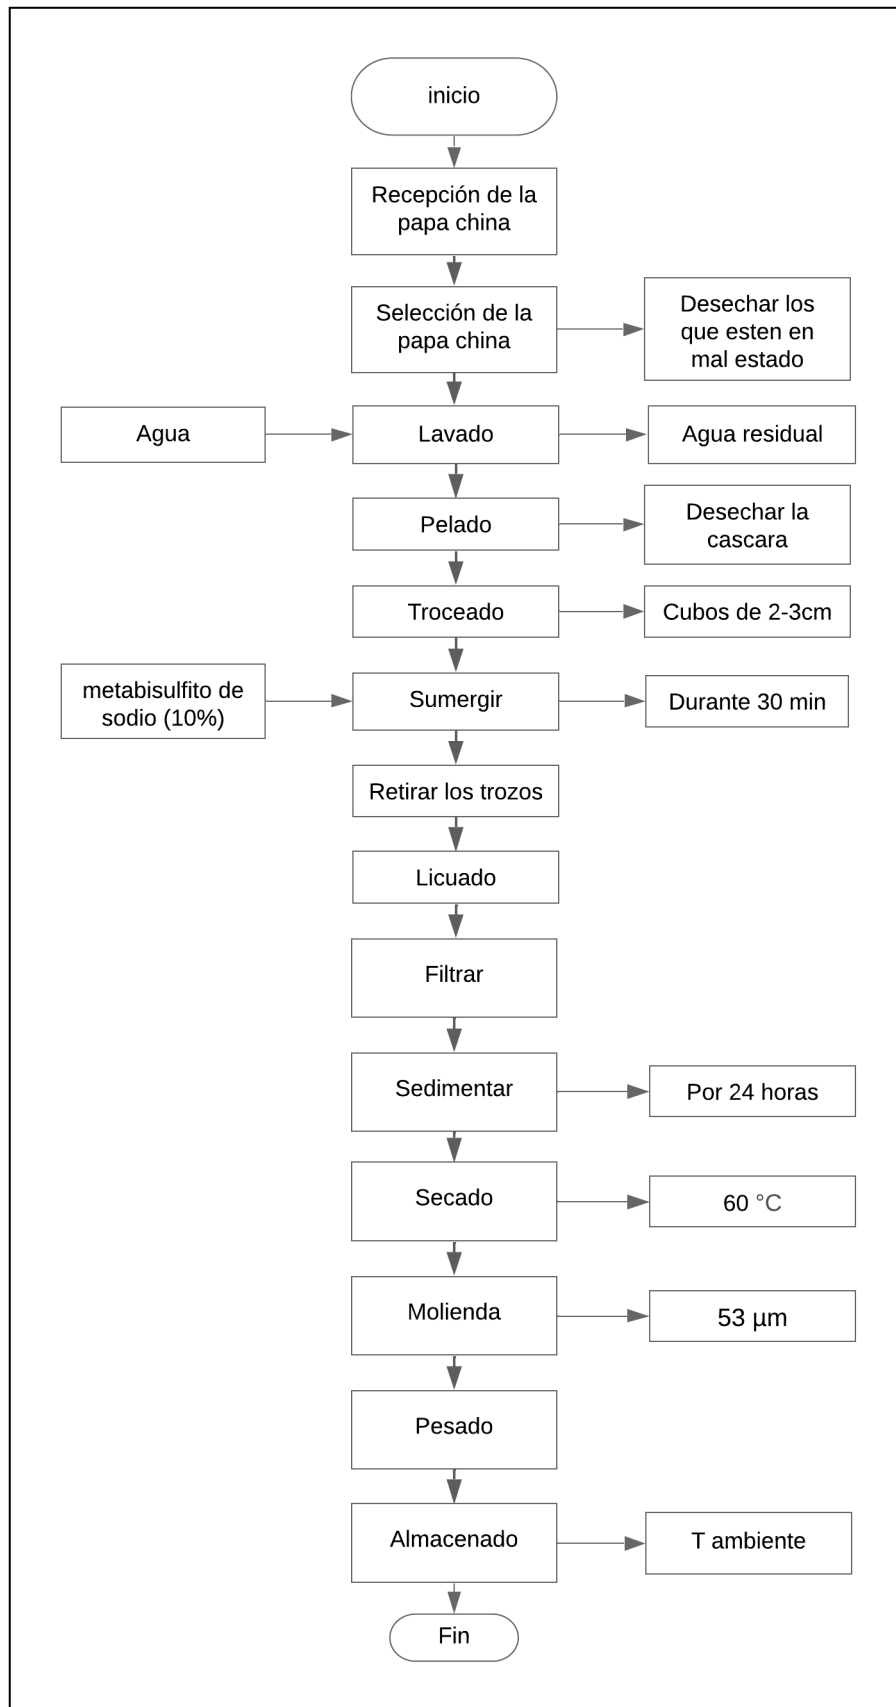 inicio
Recepción de la
papa china
Selección de la
papa china
Desechar los
que esten en
mal estado
Agua
Lavado
Agua residual
Pelado
Desechar la
cascara
Troceado
Cubos de 2-3cm
metabisulfito de
sodio (10%)
Sumergir
Durante 30 min
Retirar los trozos
Licuado
Filtrar
Sedimentar
Por 24 horas
Secado
60 °C
Molienda
53 µm
Pesado
Almacenado
T ambiente
Fin